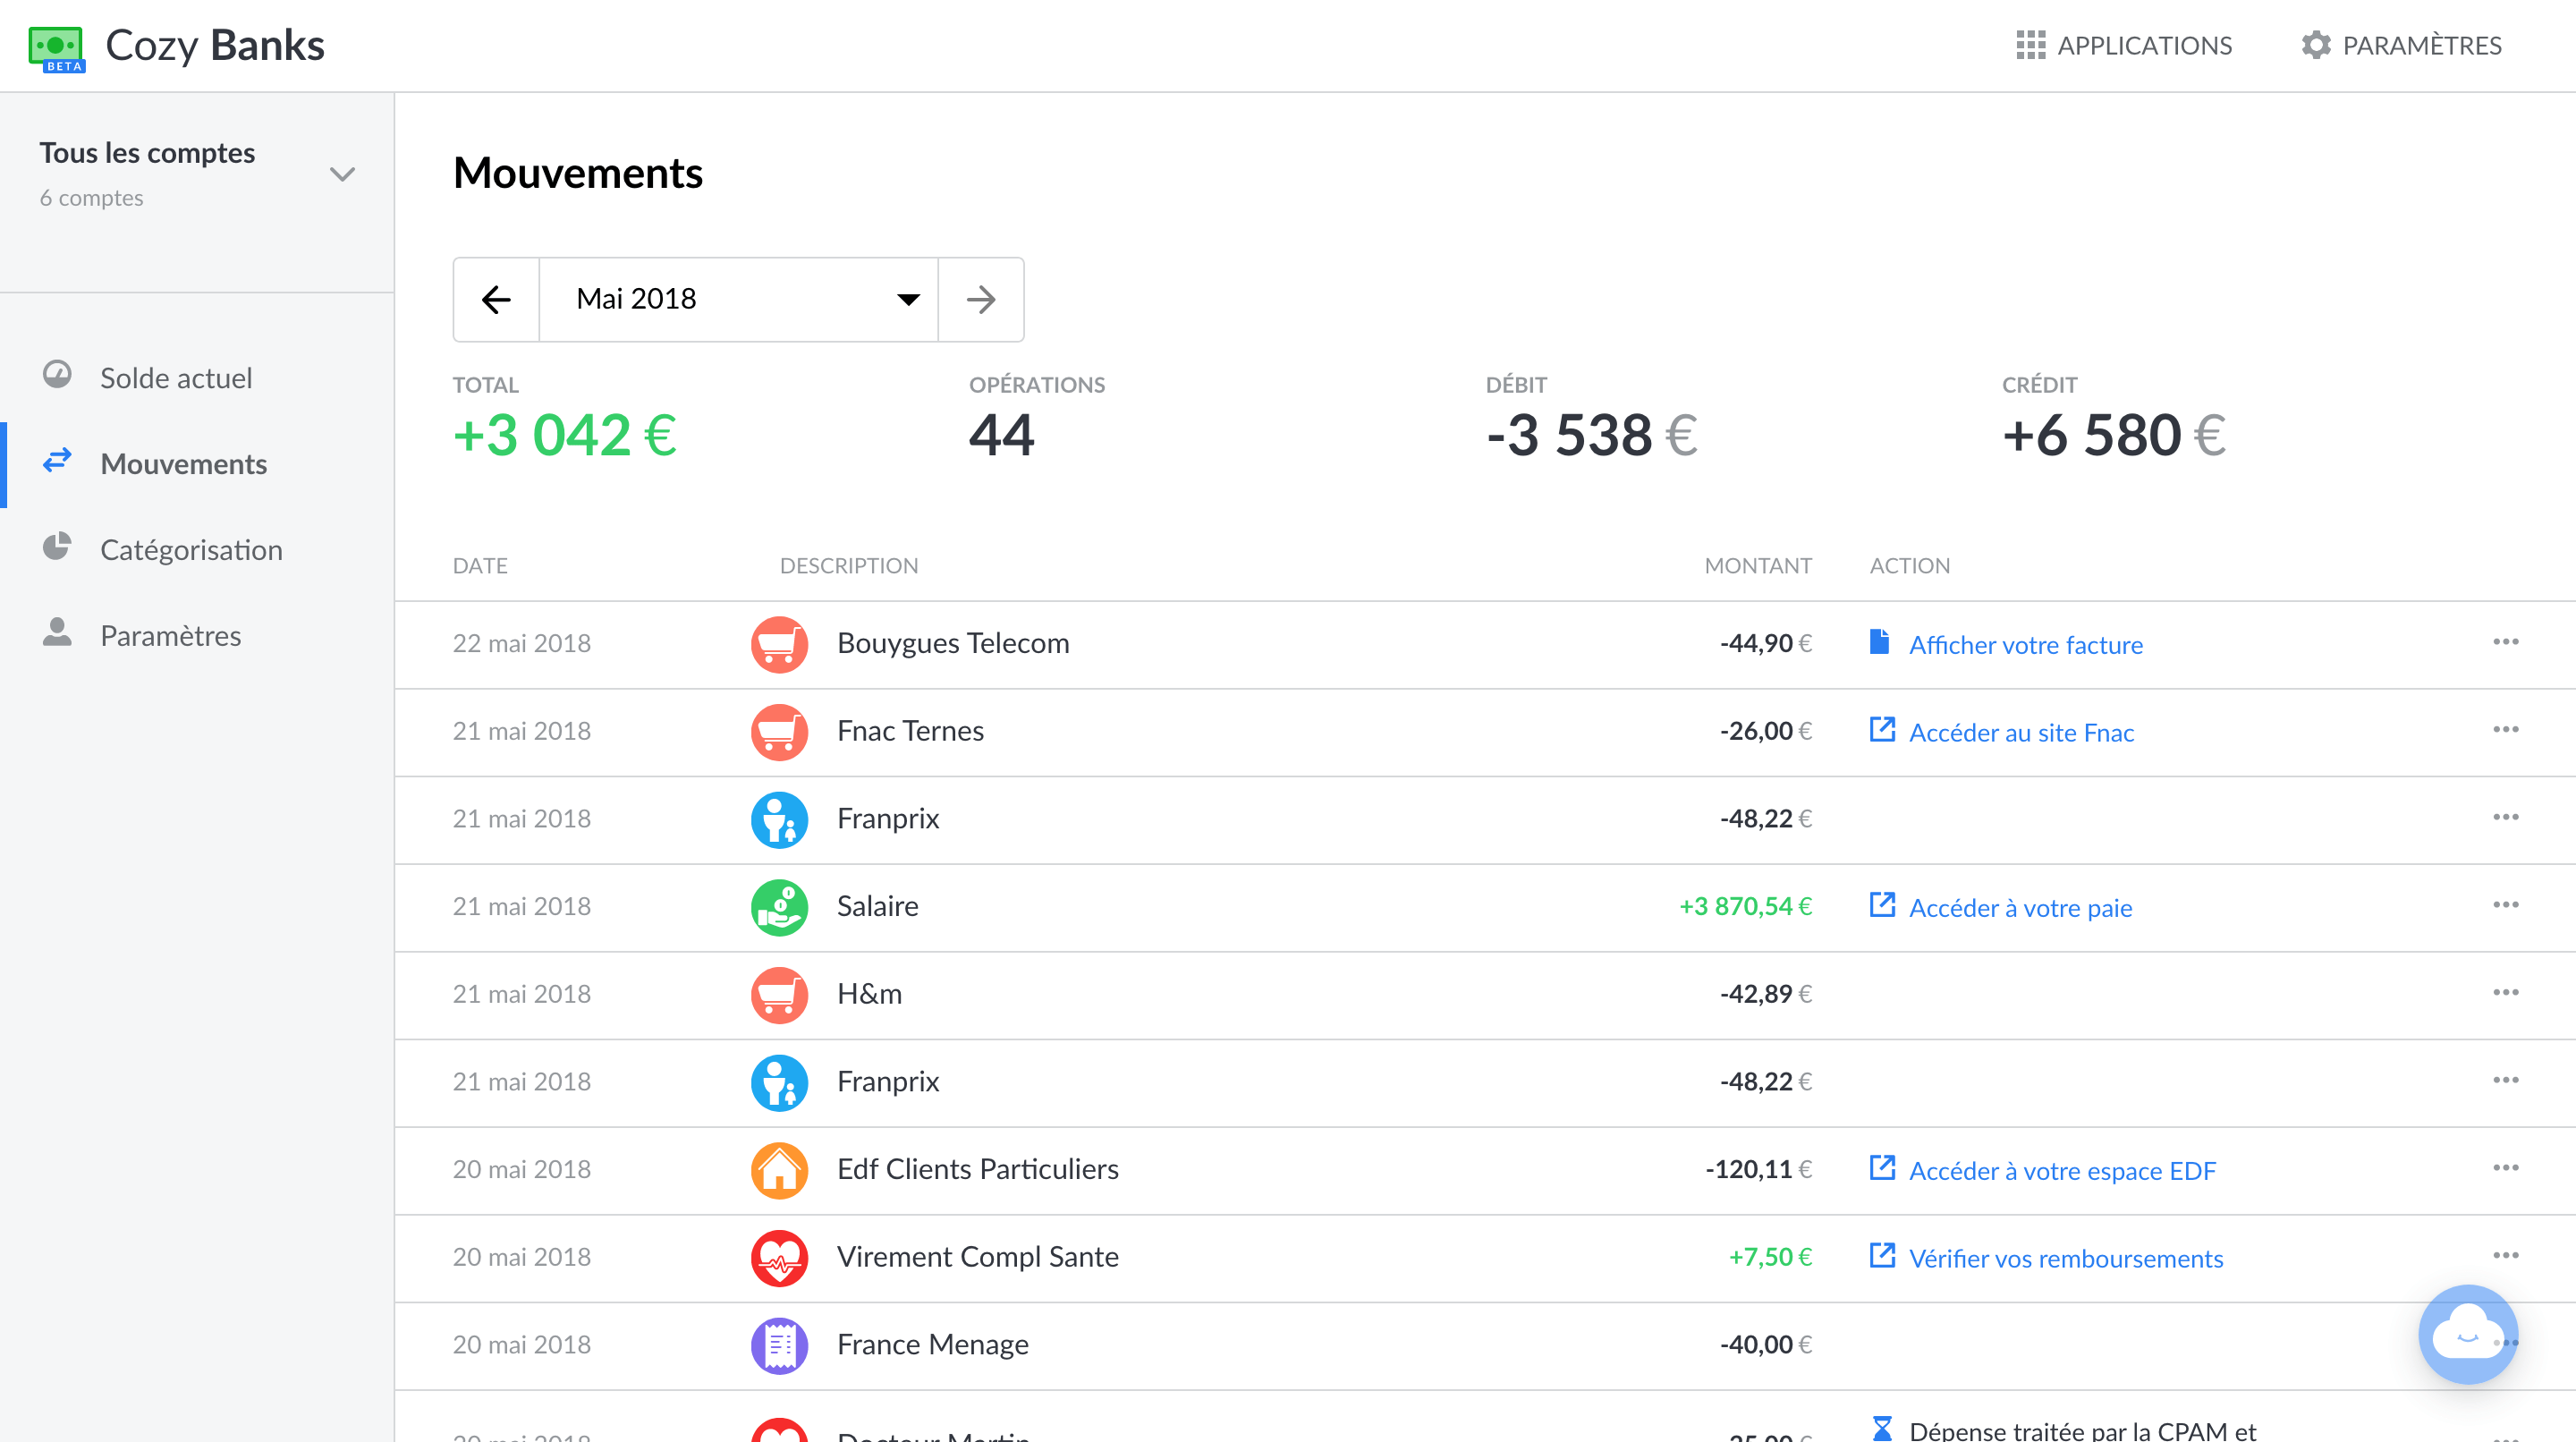 BETA
Cozy Banks
APPLICATIONS
PARAMÈTRES
Tous les comptes
6 comptes
Solde actuel
Mouvements
Catégorisation
Paramètres
Mouvements
Mai 2018
TOTAL OPÉRATIONS DÉBIT CRÉDIT
+3 042 € 44 -3 538 € +6 580 €
DATE DESCRIPTION MONTANT ACTION
22 mai 2018 Bouygues Telecom -44,90 € Afficher votre facture
21 mai 2018 Fnac Ternes -26,00 € Accéder au site Fnac
21 mai 2018 Franprix -48,22 €
21 mai 2018 Salaire +3 870,54 € Accéder à votre paie
21 mai 2018 H&m -42,89 €
21 mai 2018 Franprix -48,22 €
20 mai 2018 Edf Clients Particuliers -120,11 € Accéder à votre espace EDF
20 mai 2018 Virement Compl Sante +7,50 € Vérifier vos remboursements
20 mai 2018 France Menage -40,00 €
20 mai 2018 Docteur Martin Dépense traitée par la CPAM et